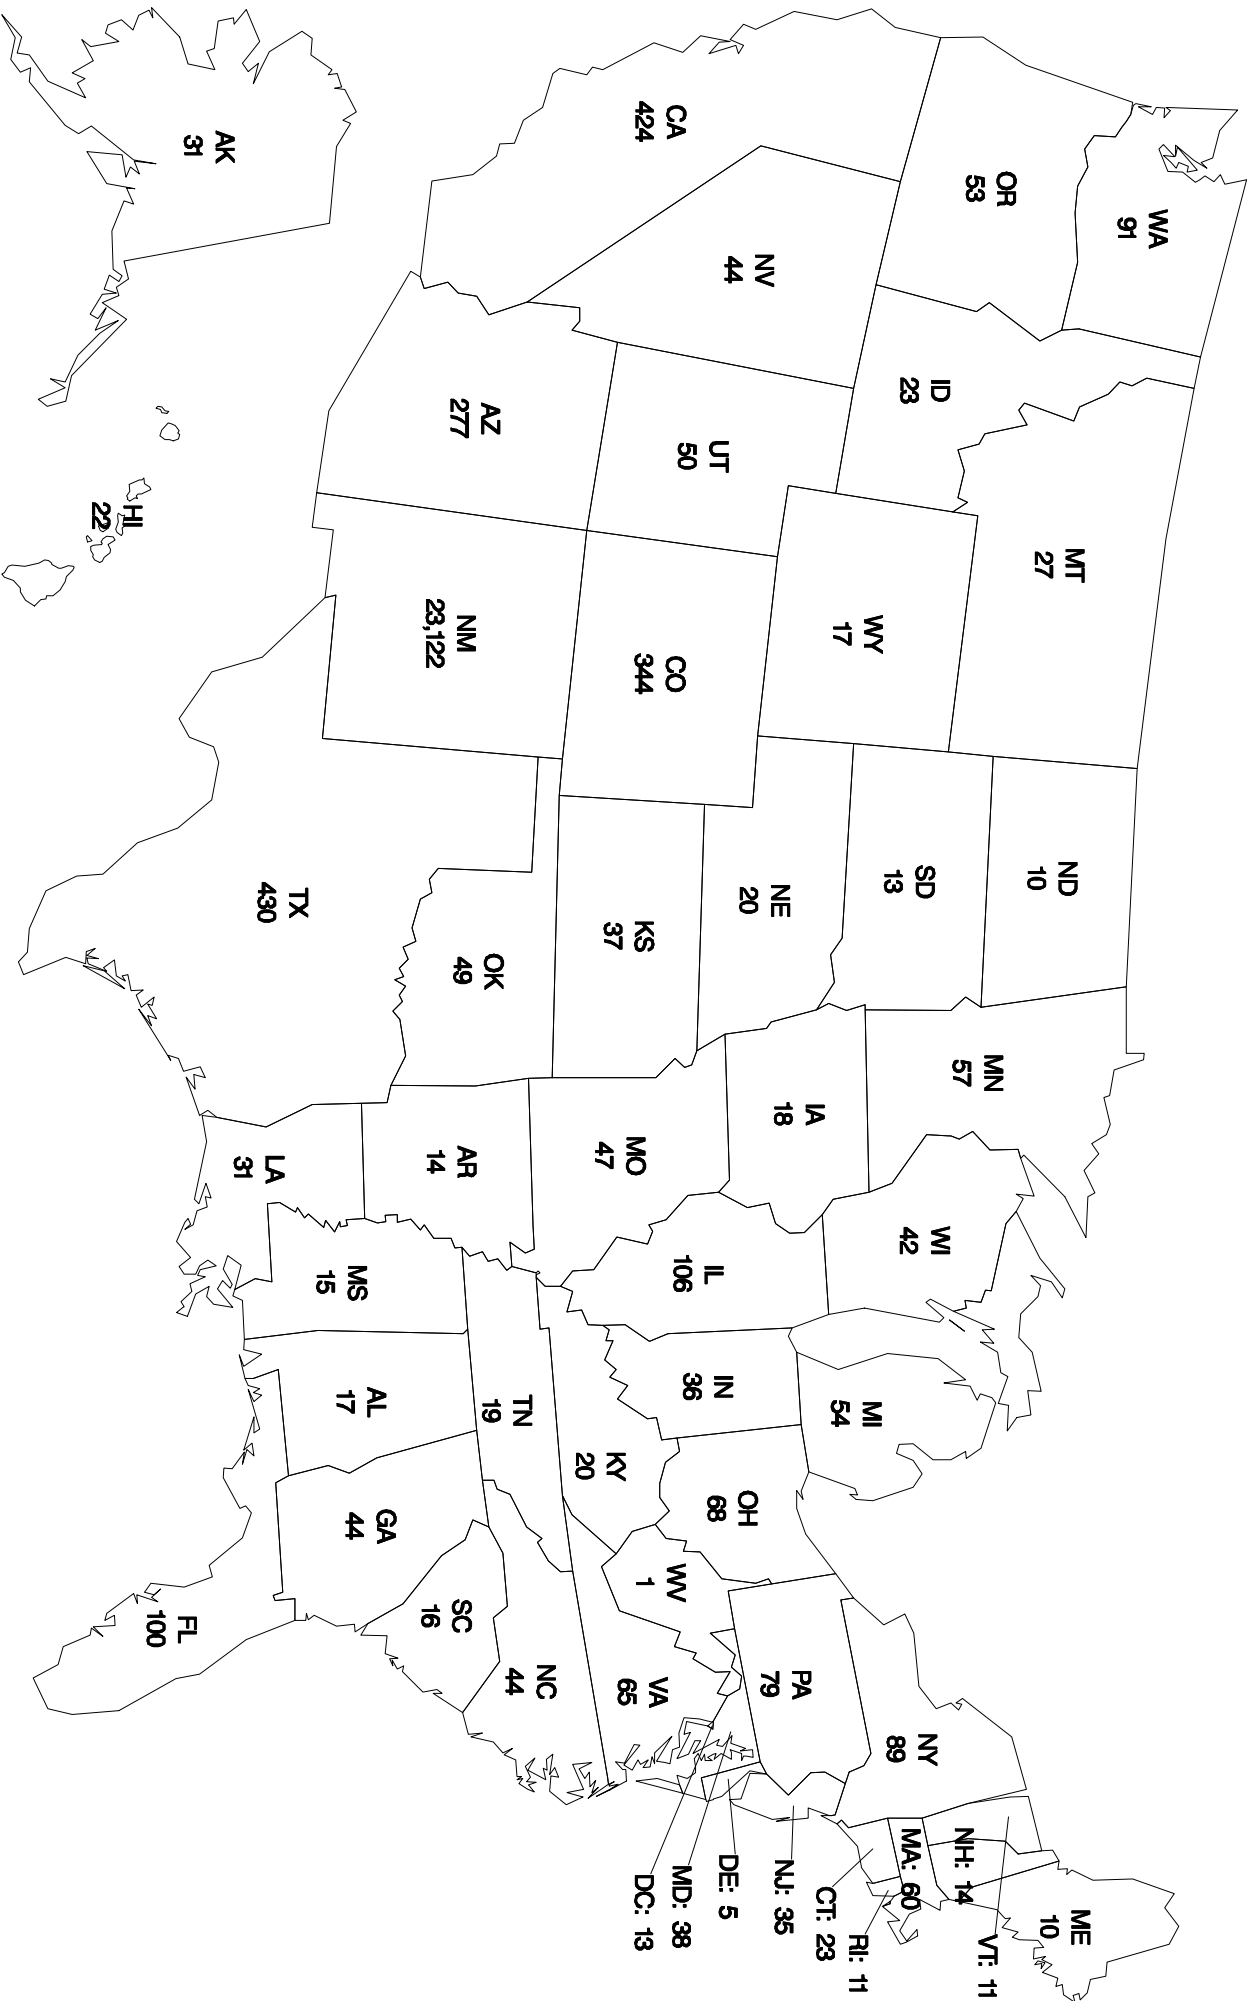 WA
91
OR
53
CA
424
NV
44
ID
23
MT
27
WY
17
UT
50
AZ
277
CO
344
NM
23,122
ND
10
SD
13
NE
20
KS
37
OK
49
TX
430
MN
57
IA
18
MO
47
AR
14
LA
31
WI
42
IL
106
MS
15
MI
54
IN
36
OH
68
KY
20
TN
19
AL
17
GA
44
FL
100
SC
16
NC
44
VA
65
WV
1
PA
79
NY
89
ME
10
VT: 11
NH: 14
MA: 60
RI: 11
CT: 23
NJ: 35
DE: 5
MD: 38
DC: 13
AK
31
HI
22